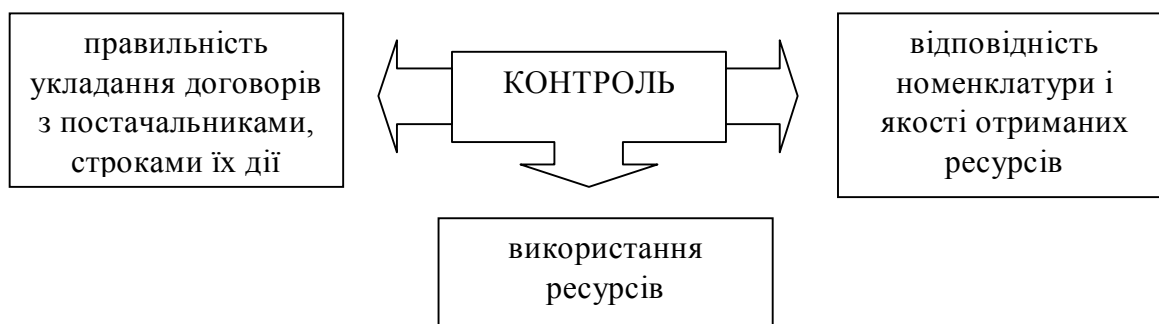 правильність
укладання договорів
з постачальниками,
строками їх дії
КОНТРОЛЬ
відповідність
номенклатури і
якості отриманих
ресурсів
використання
ресурсів